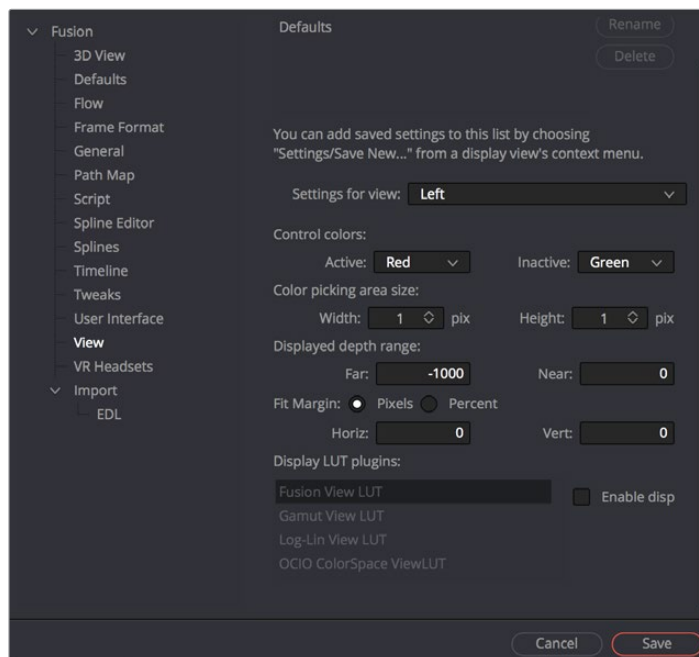 Fusion
3D View
Defaults
Flow
Frame Format
General
Path Map
Script
Spline Editor
Splines
Timeline
Tweaks
User Interface
View
VR Headsets
Import
EDL
Defaults
Rename
Delete
You can add saved settings to this list by choosing
"Settings/Save New..." from a display view's context menu.
Settings for view: Left
Control colors:
Active: Red Inactive: Green
Color picking area size:
Width: 1 pix Height: 1 pix
Displayed depth range:
Far: -1000 Near: 0
Fit Margin: Pixels Percent
Horiz: 0 Vert: 0
Display LUT plugins:
Fusion View LUT Enable disp
Gamut View LUT
Log-Lin View LUT
OCIO ColorSpace ViewLUT
Cancel Save